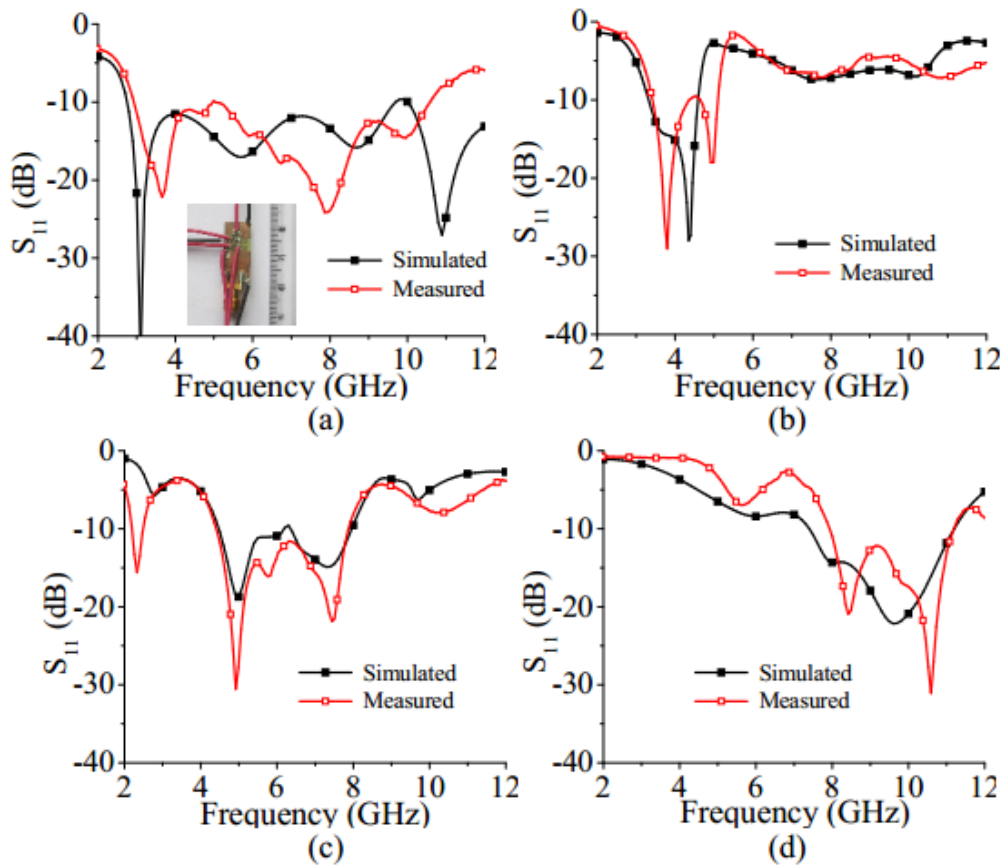 0
-10
-20
-30
-40
S11 (dB)
Simulated
Measured
2 4 6 8 10 12
Frequency (GHz)
(a)
0
-10
-20
-30
-40
S11 (dB)
Simulated
Measured
2 4 6 8 10 12
Frequency (GHz)
(b)
0
-10
-20
-30
-40
S11 (dB)
Simulated
Measured
2 4 6 8 10 12
Frequency (GHz)
(c)
0
-10
-20
-30
-40
S11 (dB)
Simulated
Measured
2 4 6 8 10 12
Frequency (GHz)
(d)